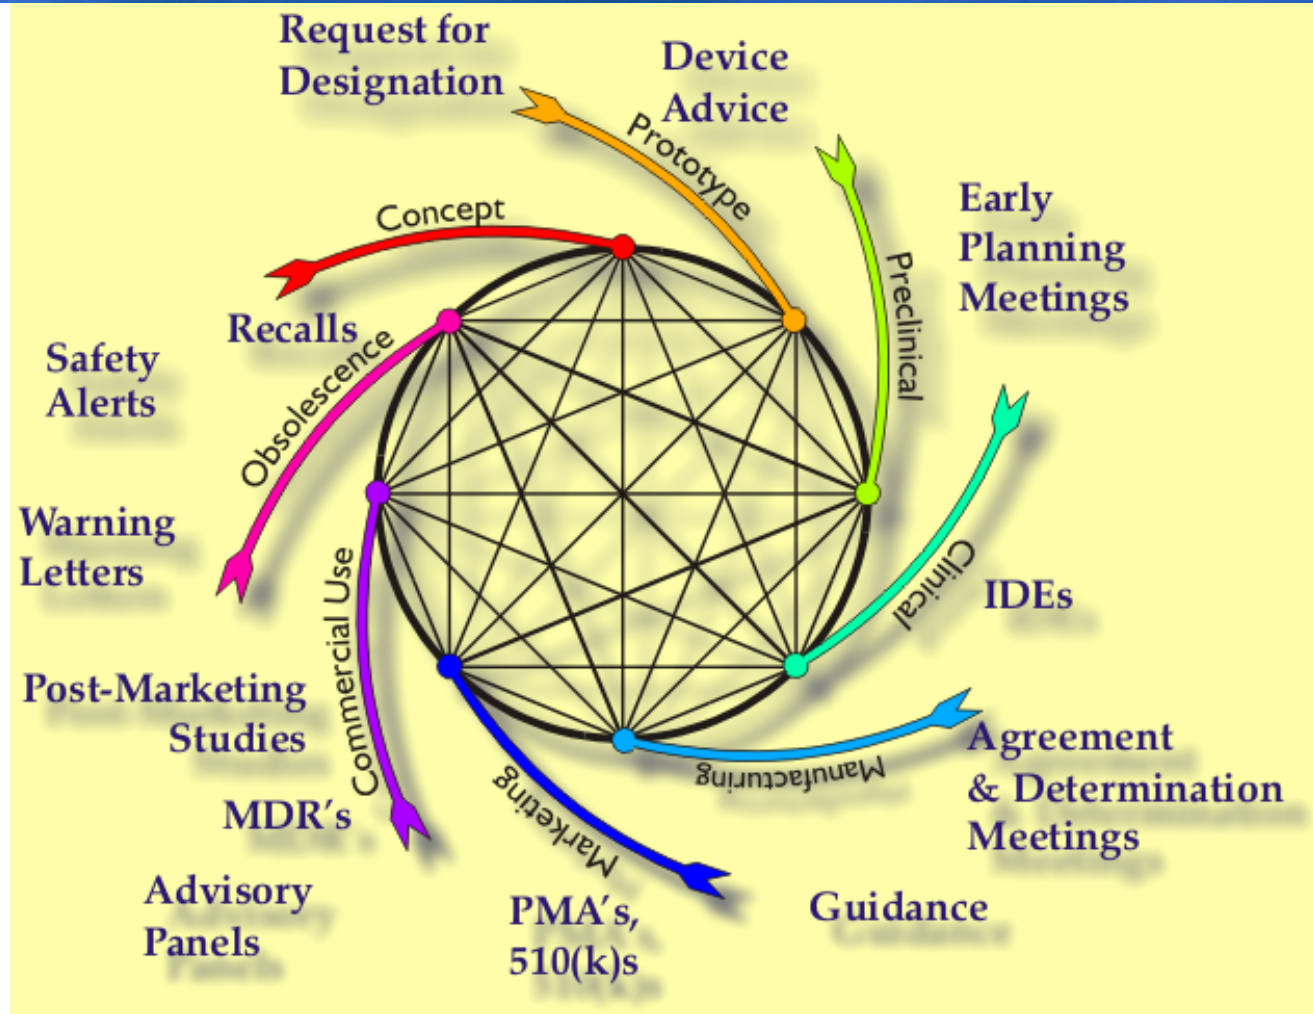 Request for
Designation
Device
Advice
Prototype
Concept
Early
Planning
Meetings
Preclinical
Recalls
Safety
Alerts
Obsolescence
Warning
Letters
Clinical
IDEs
Commercial Use
Post-Marketing
Studies
Agreement
& Determination
Meetings
Manufacturing
Marketing
MDR’s
Advisory
Panels
PMA’s,
510(k)s
Guidance